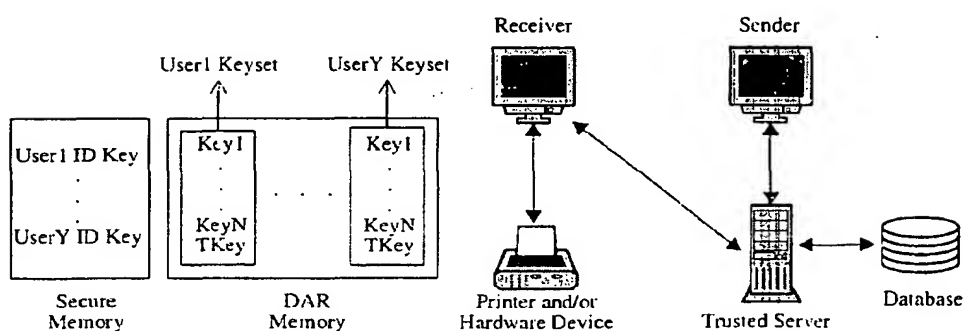 Receiver
Sender
User1 Keyset
UserY Keyset
User1 ID Key
UserY ID Key
Key1
KeyN
TKey
Key1
KeyN
TKey
Secure
Memory
DAR
Memory
Printer and/or
Hardware Device
Trusted Server
Database